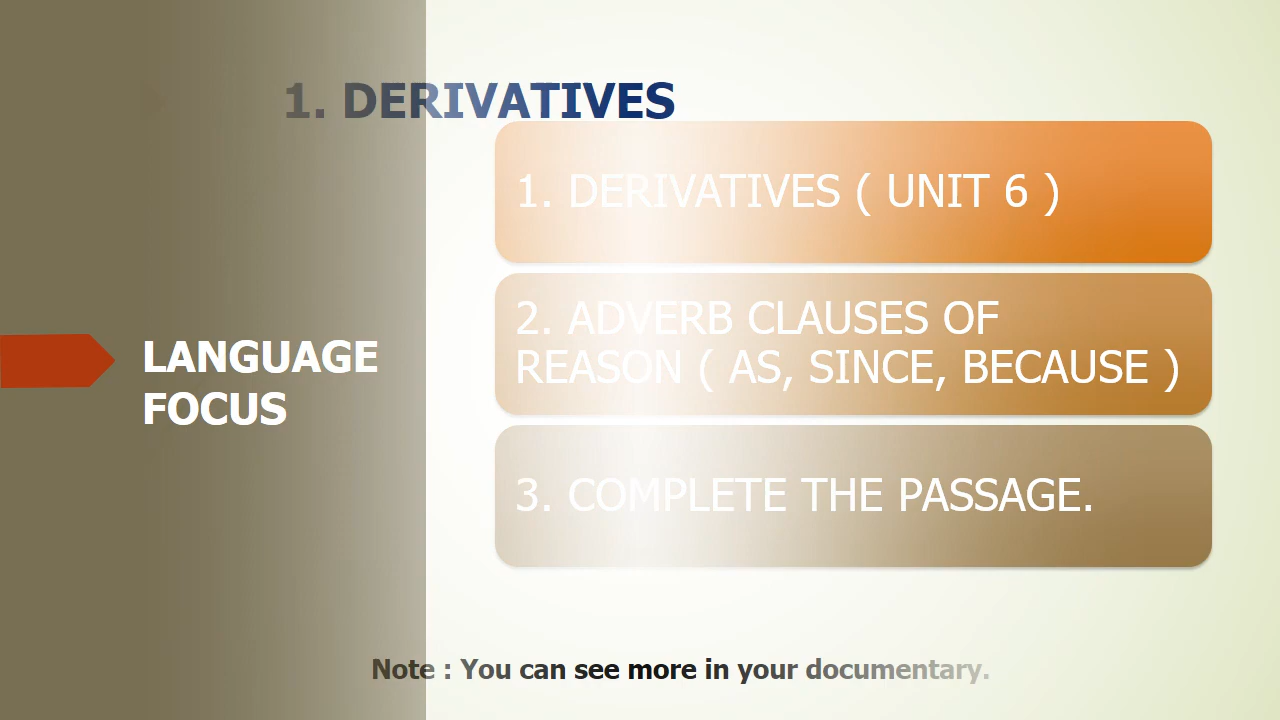 1. DERIVATIVES
1. DERIVATIVES ( UNIT 6 )
2. ADVERB CLAUSES OF
REASON ( AS, SINCE, BECAUSE )
LANGUAGE
FOCUS
3. COMPLETE THE PASSAGE.
Note : You can see more in your documentary.